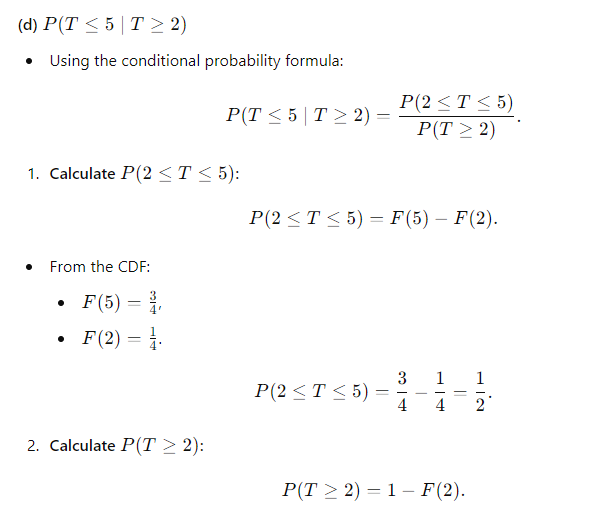 (d) P(T ≤ 5 | T ≥ 2)
• Using the conditional probability formula:
P(T ≤ 5 | T ≥ 2) = P(2 ≤ T ≤ 5) / P(T ≥ 2).
1. Calculate P(2 ≤ T ≤ 5):
P(2 ≤ T ≤ 5) = F(5) − F(2).
• From the CDF:
• F(5) = 3/4,
• F(2) = 1/4.
P(2 ≤ T ≤ 5) = 3/4 − 1/4 = 1/2.
2. Calculate P(T ≥ 2):
P(T ≥ 2) = 1 − F(2).